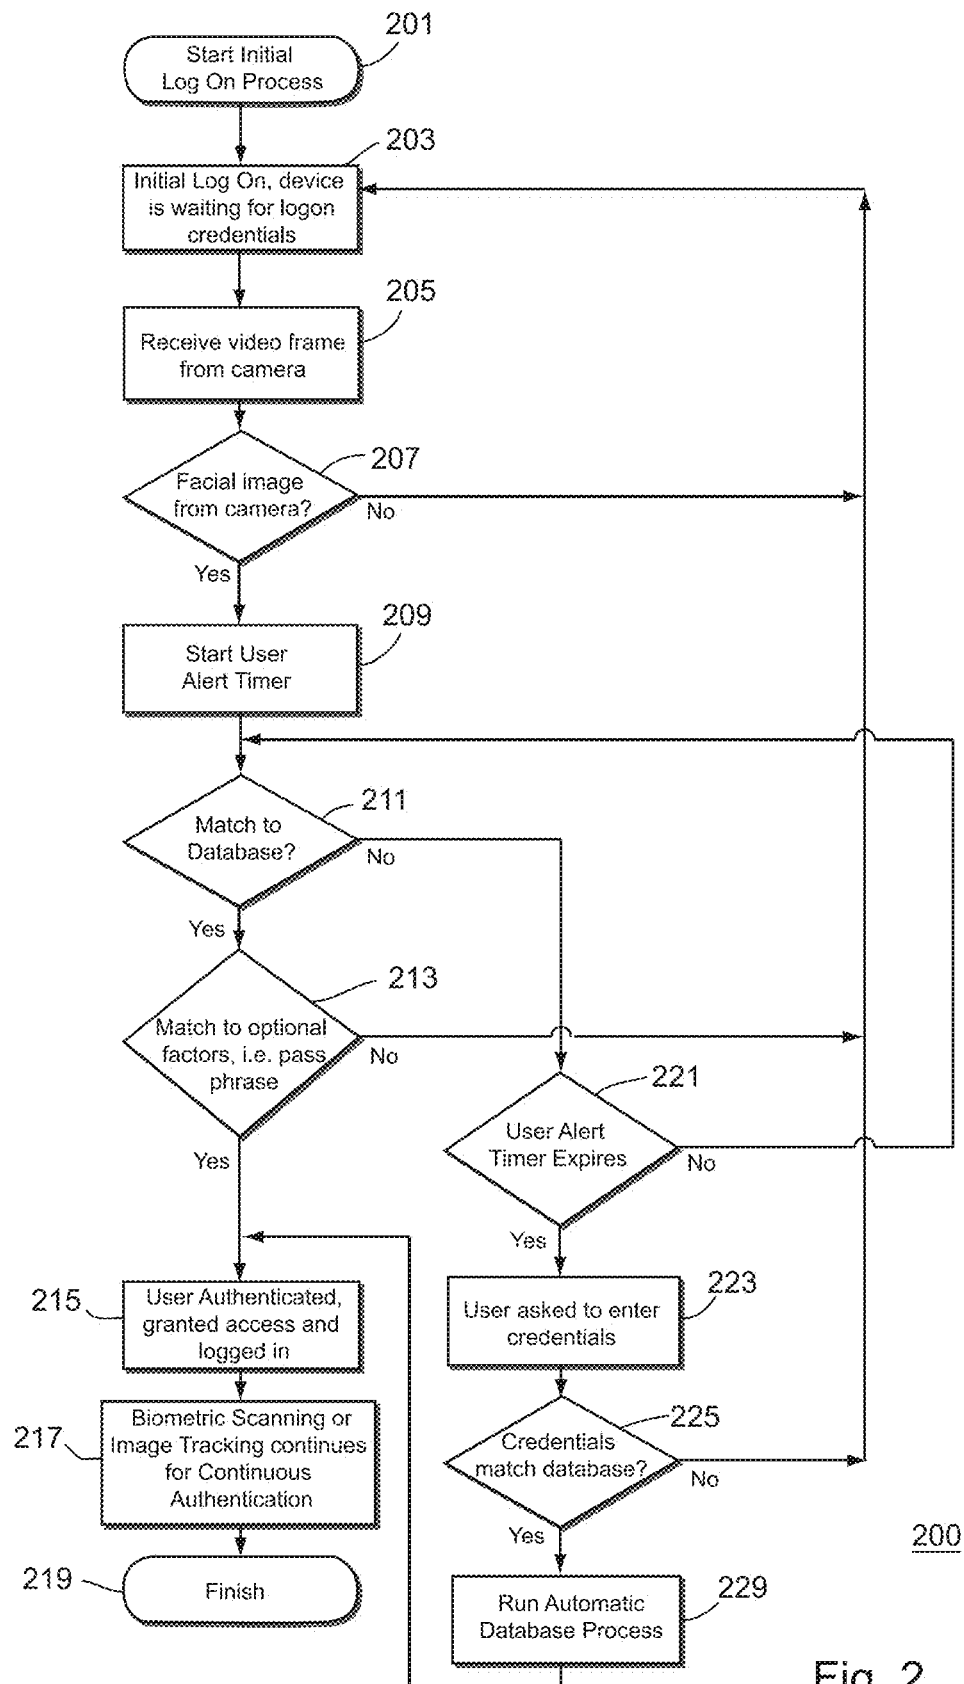 201
Start Initial
Log On Process
203
Initial Log On, device
is waiting for logon
credentials
205
Receive video frame
from camera
207
Facial image
from camera?
No
Yes
209
Start User
Alert Timer
211
Match to
Database?
No
Yes
213
Match to optional
factors, i.e. pass
phrase
No
Yes
221
User Alert
Timer Expires
No
Yes
215
User Authenticated,
granted access and
logged in
223
User asked to enter
credentials
217
Biometric Scanning or
Image Tracking continues
for Continuous
Authentication
225
Credentials
match database?
No
Yes
200
219
Finish
229
Run Automatic
Database Process
Fig. 2